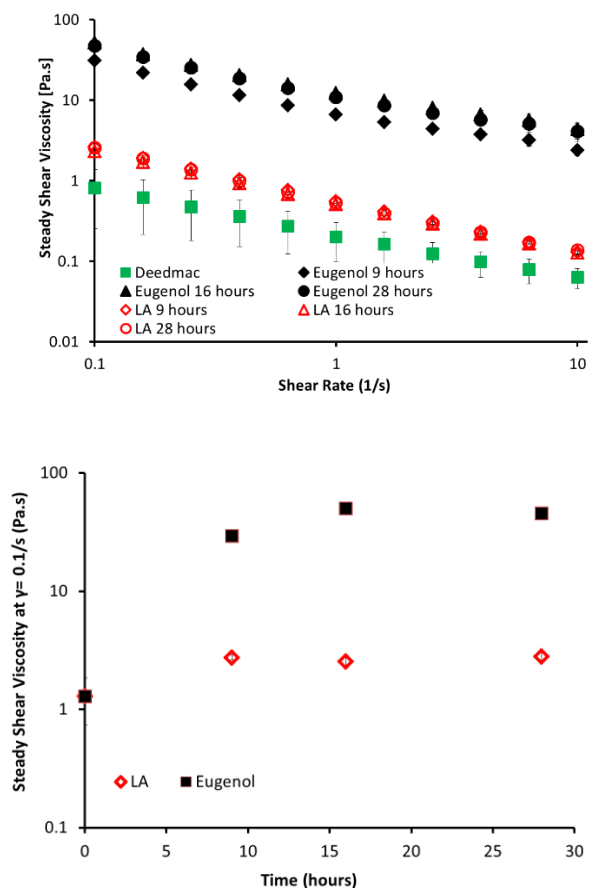 Steady Shear Viscosity [Pa.s]
100
10
1
0.1
0.01
Deedmac
Eugenol 9 hours
Eugenol 16 hours
Eugenol 28 hours
LA 9 hours
LA 16 hours
LA 28 hours
0.1 1 10
Shear Rate (1/s)
Steady Shear Viscosity at γ= 0.1/s (Pa.s)
100
10
1
0.1
LA Eugenol
0 5 10 15 20 25 30
Time (hours)